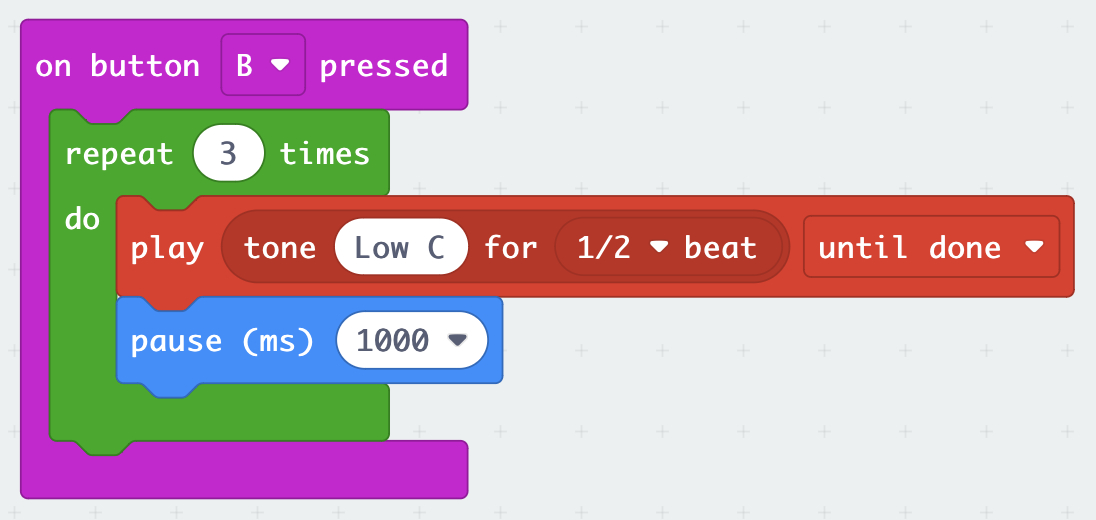 on button B pressed
repeat 3 times
do
play tone Low C for 1/2 beat until done
pause (ms) 1000